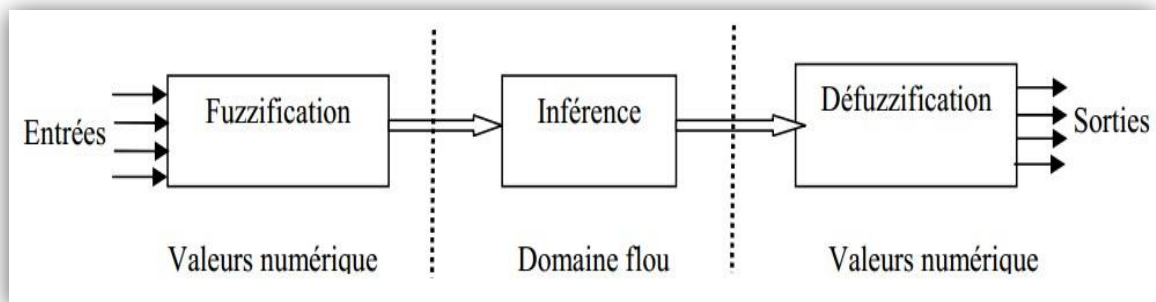 Fuzzification
Inférence
Défuzzification
Entrées
Sorties
Valeurs numérique
Domaine flou
Valeurs numérique